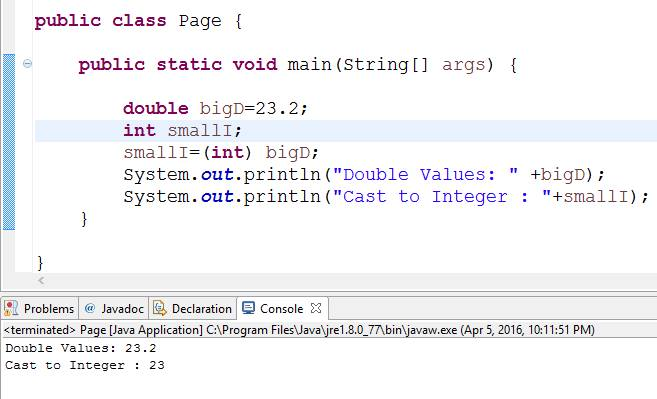 public class Page {
public static void main(String[] args) {
double bigD=23.2;
int smallI;
smallI=(int) bigD;
System.out.println("Double Values: " +bigD);
System.out.println("Cast to Integer : "+smallI);
}
}
Problems @ Javadoc Declaration Console
<terminated> Page [Java Application] C:\Program Files\Java\jre1.8.0_77\bin\javaw.exe (Apr 5, 2016, 10:11:51 PM)
Double Values: 23.2
Cast to Integer : 23